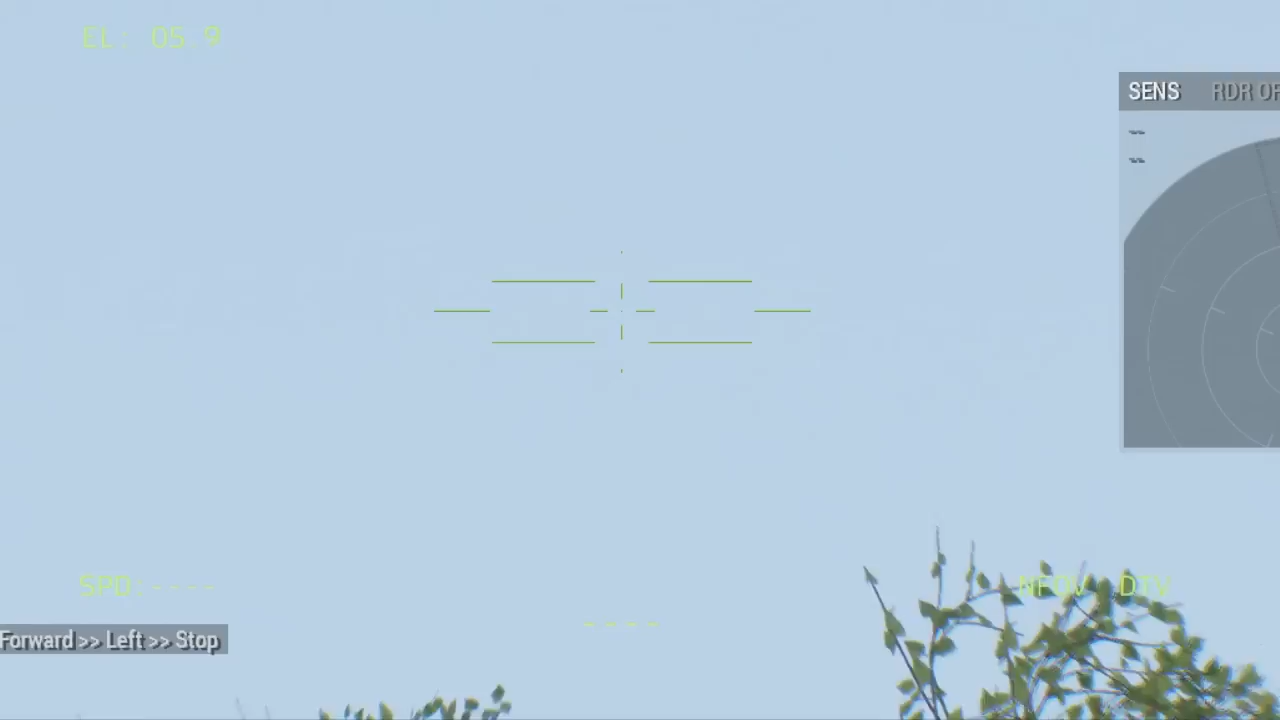 EL: 05.9
SENS RDR OF
--
--
SPD:----
NFOV DTV
----
Forward >> Left >> Stop